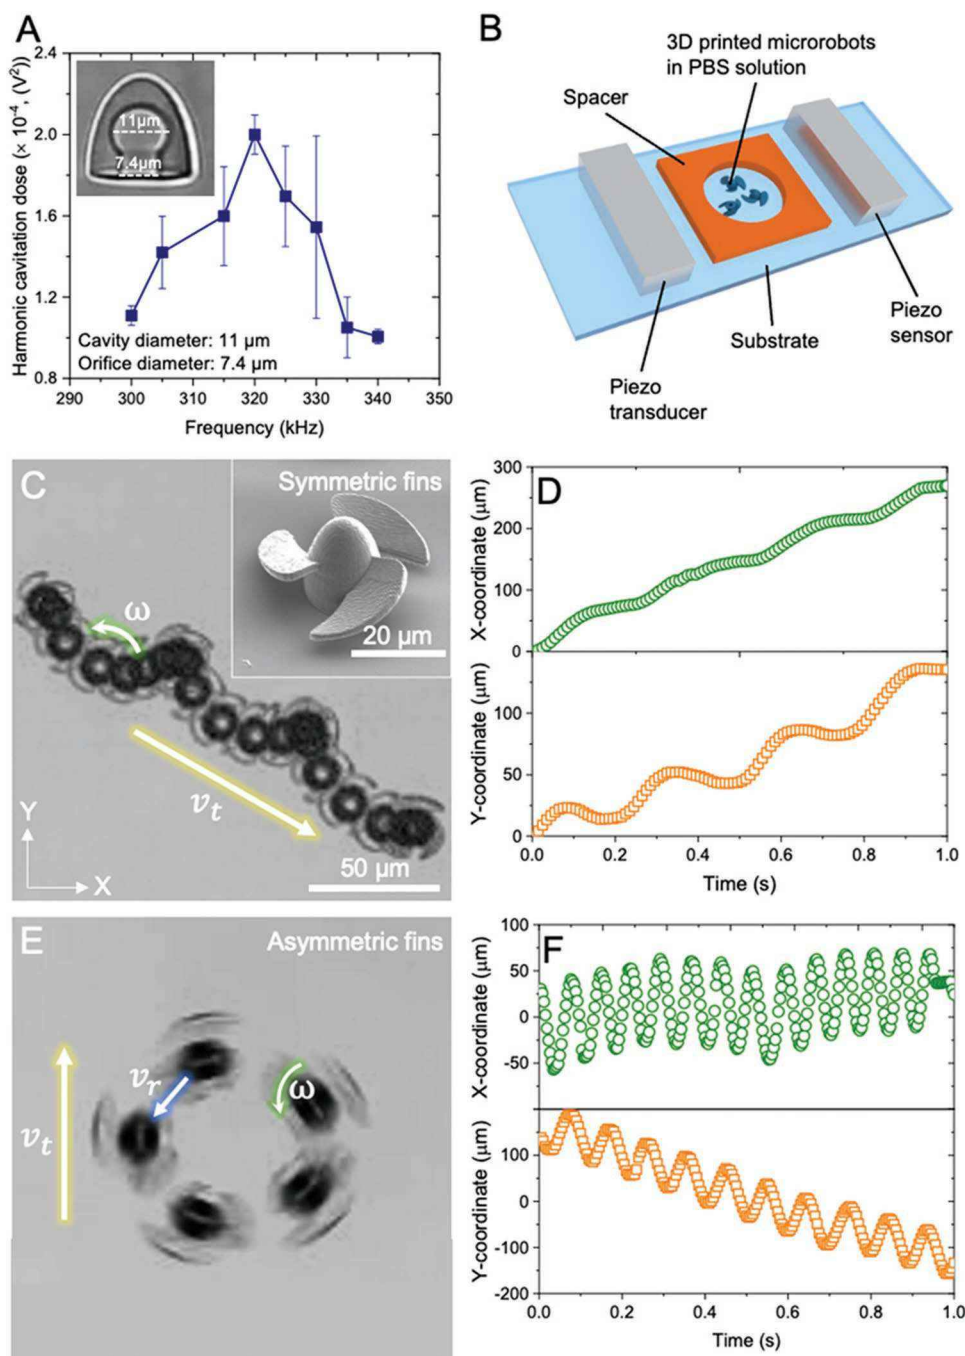 A
Harmonic cavitation dose (× 10⁻⁴, (V²)
2.4
2.0
1.6
1.2
0.8
11μm
7.4μm
Cavity diameter: 11 μm
Orifice diameter: 7.4 μm
290 300 310 320 330 340 350
Frequency (kHz)
B
3D printed microrobots
in PBS solution
Spacer
Substrate
Piezo
sensor
Piezo
transducer
C
Symmetric fins
20 μm
ω
v_t
Y
X
50 μm
D
X-coordinate (μm)
300
200
100
0
Y-coordinate (μm)
100
50
0
0.0 0.2 0.4 0.6 0.8 1.0
Time (s)
E
Asymmetric fins
v_r
ω
v_t
F
X-coordinate (μm)
100
50
0
-50
Y-coordinate (μm)
100
0
-100
-200
0.0 0.2 0.4 0.6 0.8 1.0
Time (s)